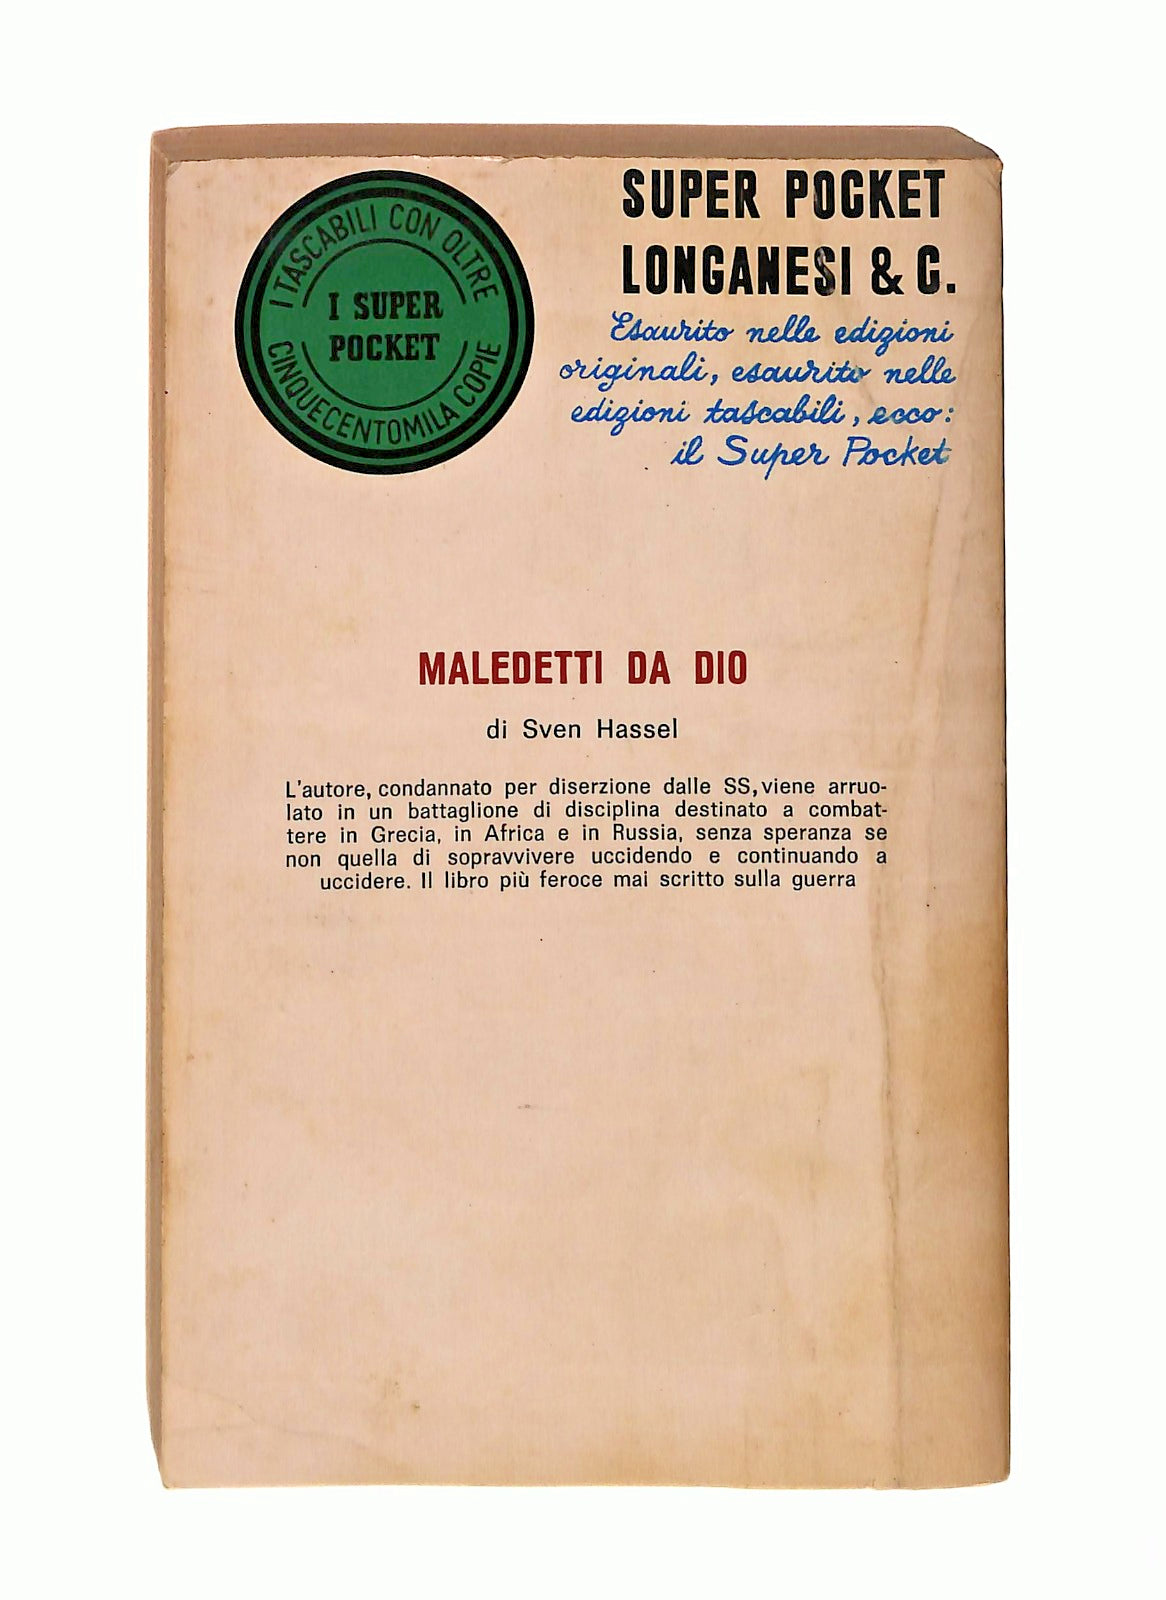 I TASCABILI CON OLTRE
I SUPER
POCKET
CINQUECENTOMILA COPIE
SUPER POCKET
LONGANESI & C.
Esaurito nelle edizioni
originali, esaurito nelle
edizioni tascabili, ecco:
il Super Pocket
MALEDETTI DA DIO
di Sven Hassel
L'autore, condannato per diserzione dalle SS, viene arruo-
lato in un battaglione di disciplina destinato a combat-
tere in Grecia, in Africa e in Russia, senza speranza se
non quella di sopravvivere uccidendo e continuando a
uccidere. Il libro più feroce mai scritto sulla guerra